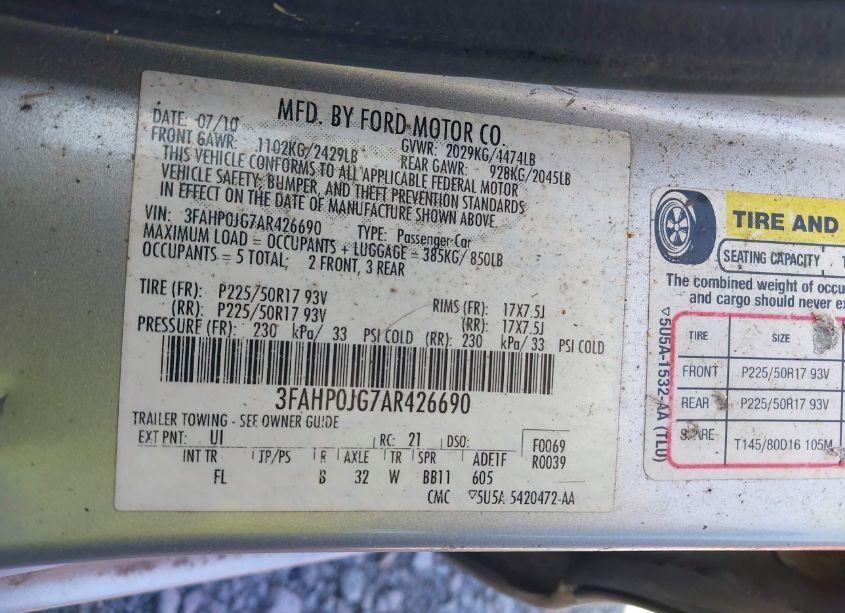 MFD. BY FORD MOTOR CO.
DATE: 07/10 GVWR: 2029KG/4474LB
FRONT GAWR: 1102KG/2429LB REAR GAWR: 928KG/2045LB
THIS VEHICLE CONFORMS TO ALL APPLICABLE FEDERAL MOTOR
VEHICLE SAFETY, BUMPER, AND THEFT PREVENTION STANDARDS
IN EFFECT ON THE DATE OF MANUFACTURE SHOWN ABOVE
VIN: 3FAHP0JG7AR426690 TYPE: Passenger Car
MAXIMUM LOAD = OCCUPANTS + LUGGAGE = 385KG/ 850LB
OCCUPANTS = 5 TOTAL; 2 FRONT, 3 REAR
TIRE (FR): P225/50R17 93V RIMS (FR): 17X7.5J
(RR): P225/50R17 93V (RR): 17X7.5J
PRESSURE (FR): 230 kPa/ 33 PSI COLD (RR): 230 kPa/ 33 PSI COLD
3FAHP0JG7AR426690
TRAILER TOWING - SEE OWNER GUIDE
EXT PNT: UI RC: 21 DSO: F0069
R0039
INT TR TP/PS R AXLE TR SPR ADETF
FL B 32 W BB11 605
CMC ▽5U5A 5420472-AA
TIRE AND
SEATING CAPACITY
The combined weight of occu
and cargo should never ex
▽5U5A-1532-AA (TLU)
TIRE SIZE
FRONT P225/50R17 93V
REAR P225/50R17 93V
T145/80D16 105M